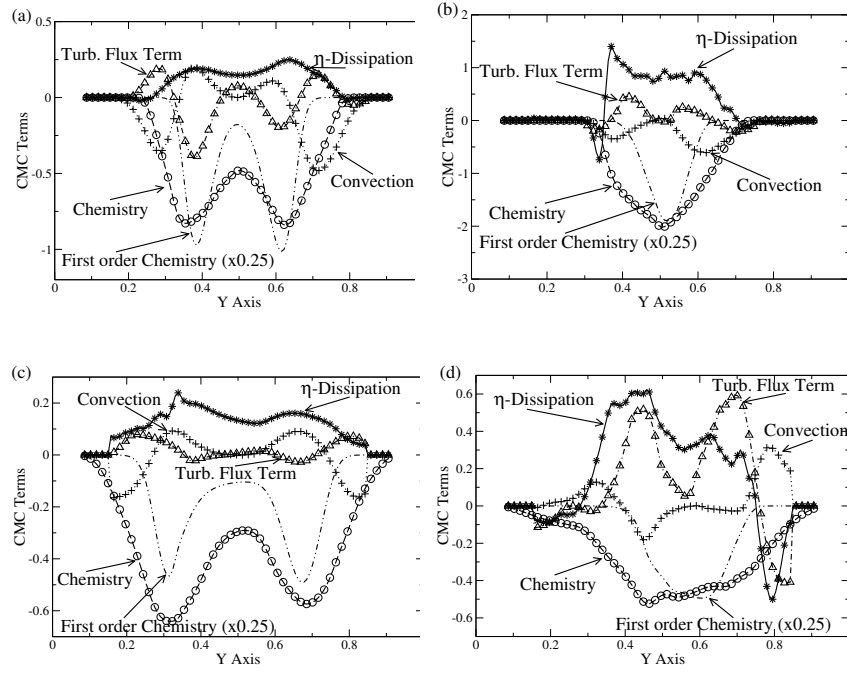 (a)
Turb. Flux Term
η-Dissipation
Chemistry
Convection
First order Chemistry (x0.25)
CMC Terms
0.5
0
-0.5
-1
0
0.2
0.4
0.6
0.8
Y Axis
(b)
η-Dissipation
Turb. Flux Term
Convection
Chemistry
First order Chemistry (x0.25)
CMC Terms
2
1
0
-1
-2
-3
0
0.2
0.4
0.6
0.8
Y Axis
(c)
Convection
η-Dissipation
Turb. Flux Term
Chemistry
First order Chemistry (x0.25)
CMC Terms
0.2
0
-0.2
-0.4
-0.6
0
0.2
0.4
0.6
0.8
Y Axis
(d)
Turb. Flux Term
η-Dissipation
Convection
Chemistry
First order Chemistry (x0.25)
CMC Terms
0.6
0.4
0.2
0
-0.2
-0.4
-0.6
0
0.2
0.4
0.6
0.8
Y Axis